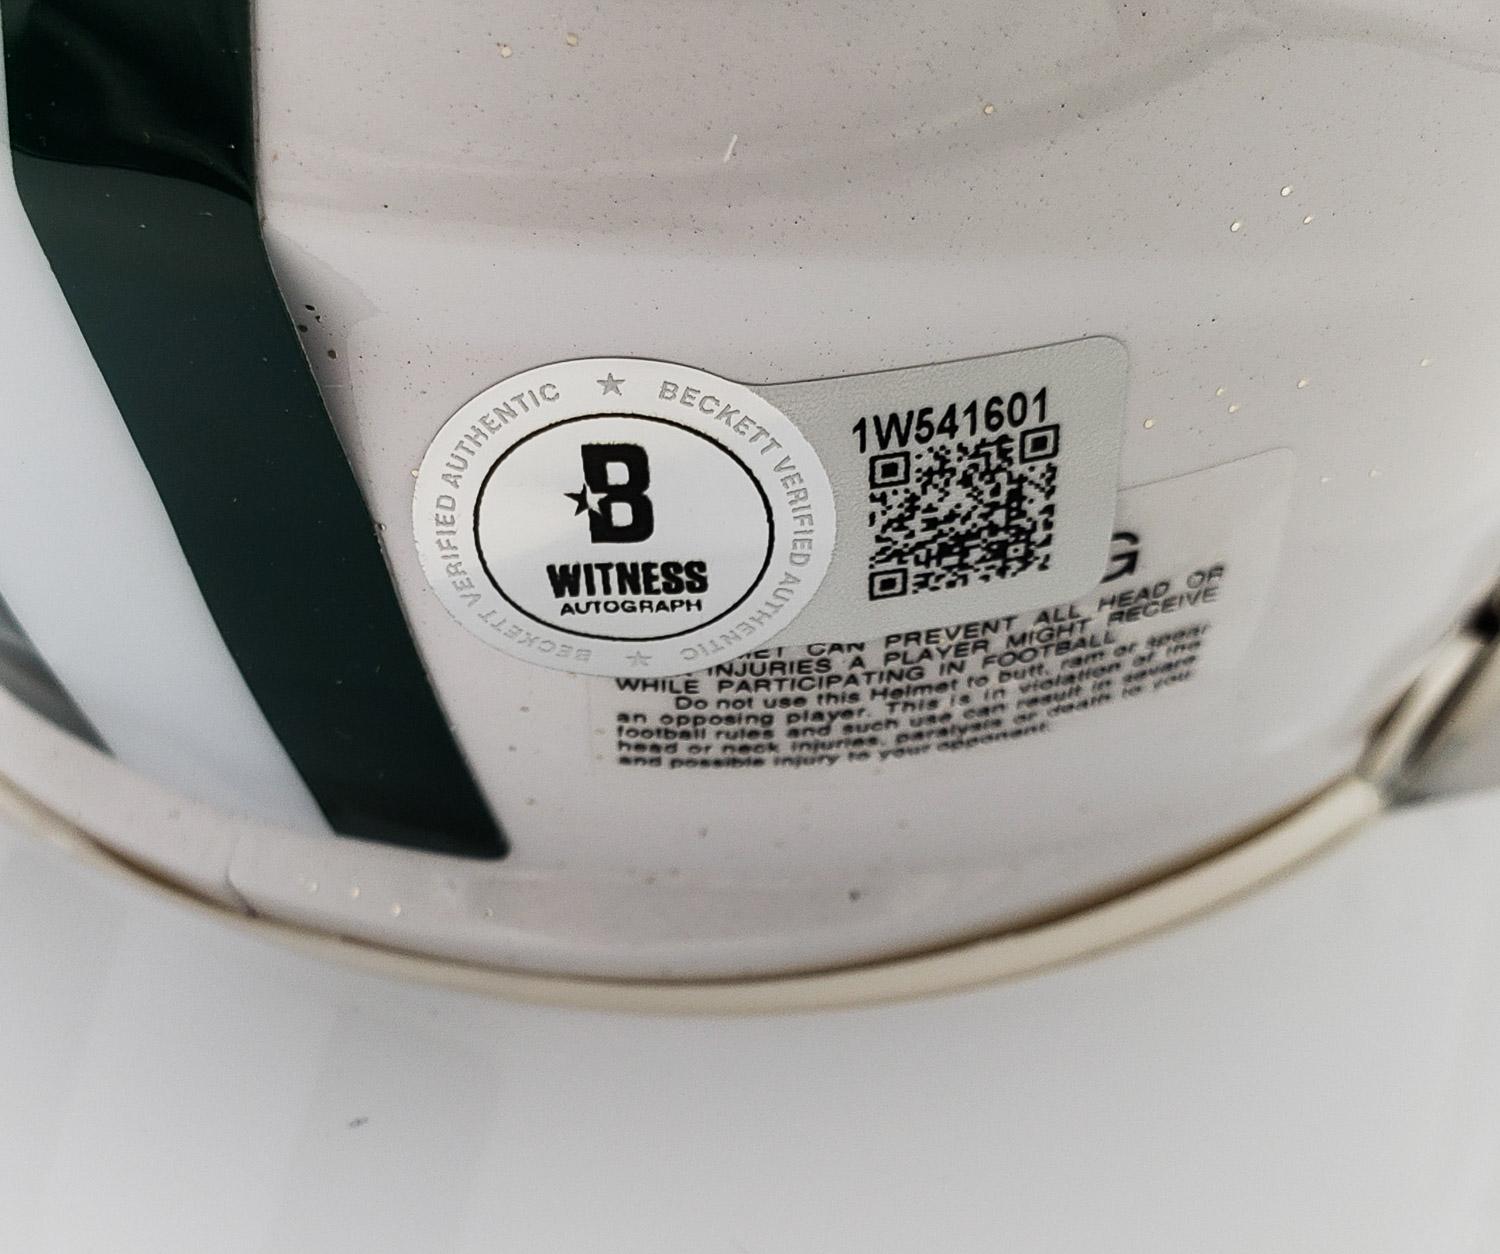 BECKETT VERIFIED AUTHENTIC ★ BECKETT VERIFIED AUTHENTIC ★
B
WITNESS
AUTOGRAPH
1W541601
G
CAN PREVENT ALL HEAD OR
INJURIES A PLAYER MIGHT RECEIVE
WHILE PARTICIPATING IN FOOTBALL.
Do not use this Helmet to butt, ram or spear
an opposing player. This is in violation of the
football rules and such use can result in severe
head or neck injuries, paralysis or death to you
and possible injury to your opponent.